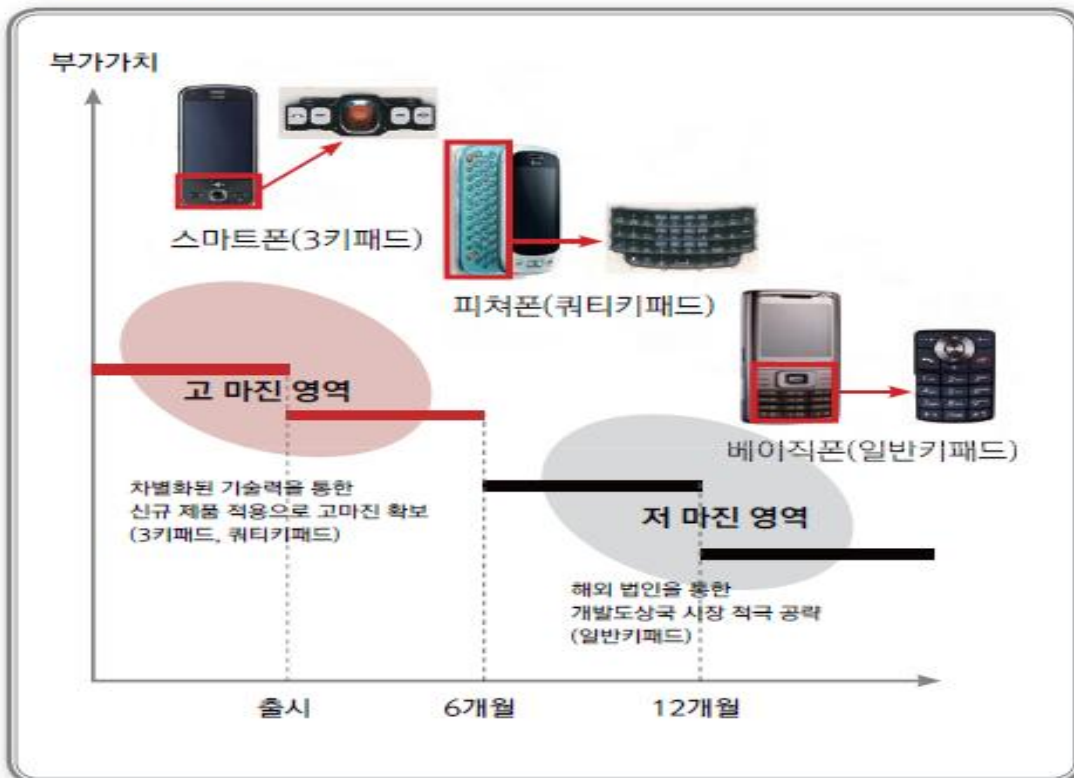 부가가치
스마트폰(3키패드)
피쳐폰(쿼티키패드)
베이직폰(일반키패드)
고 마진 영역
차별화된 기술력을 통한
신규 제품 적용으로 고마진 확보
(3키패드, 쿼티키패드)
저 마진 영역
해외 법인을 통한
개발도상국 시장 적극 공략
(일반키패드)
출시
6개월
12개월